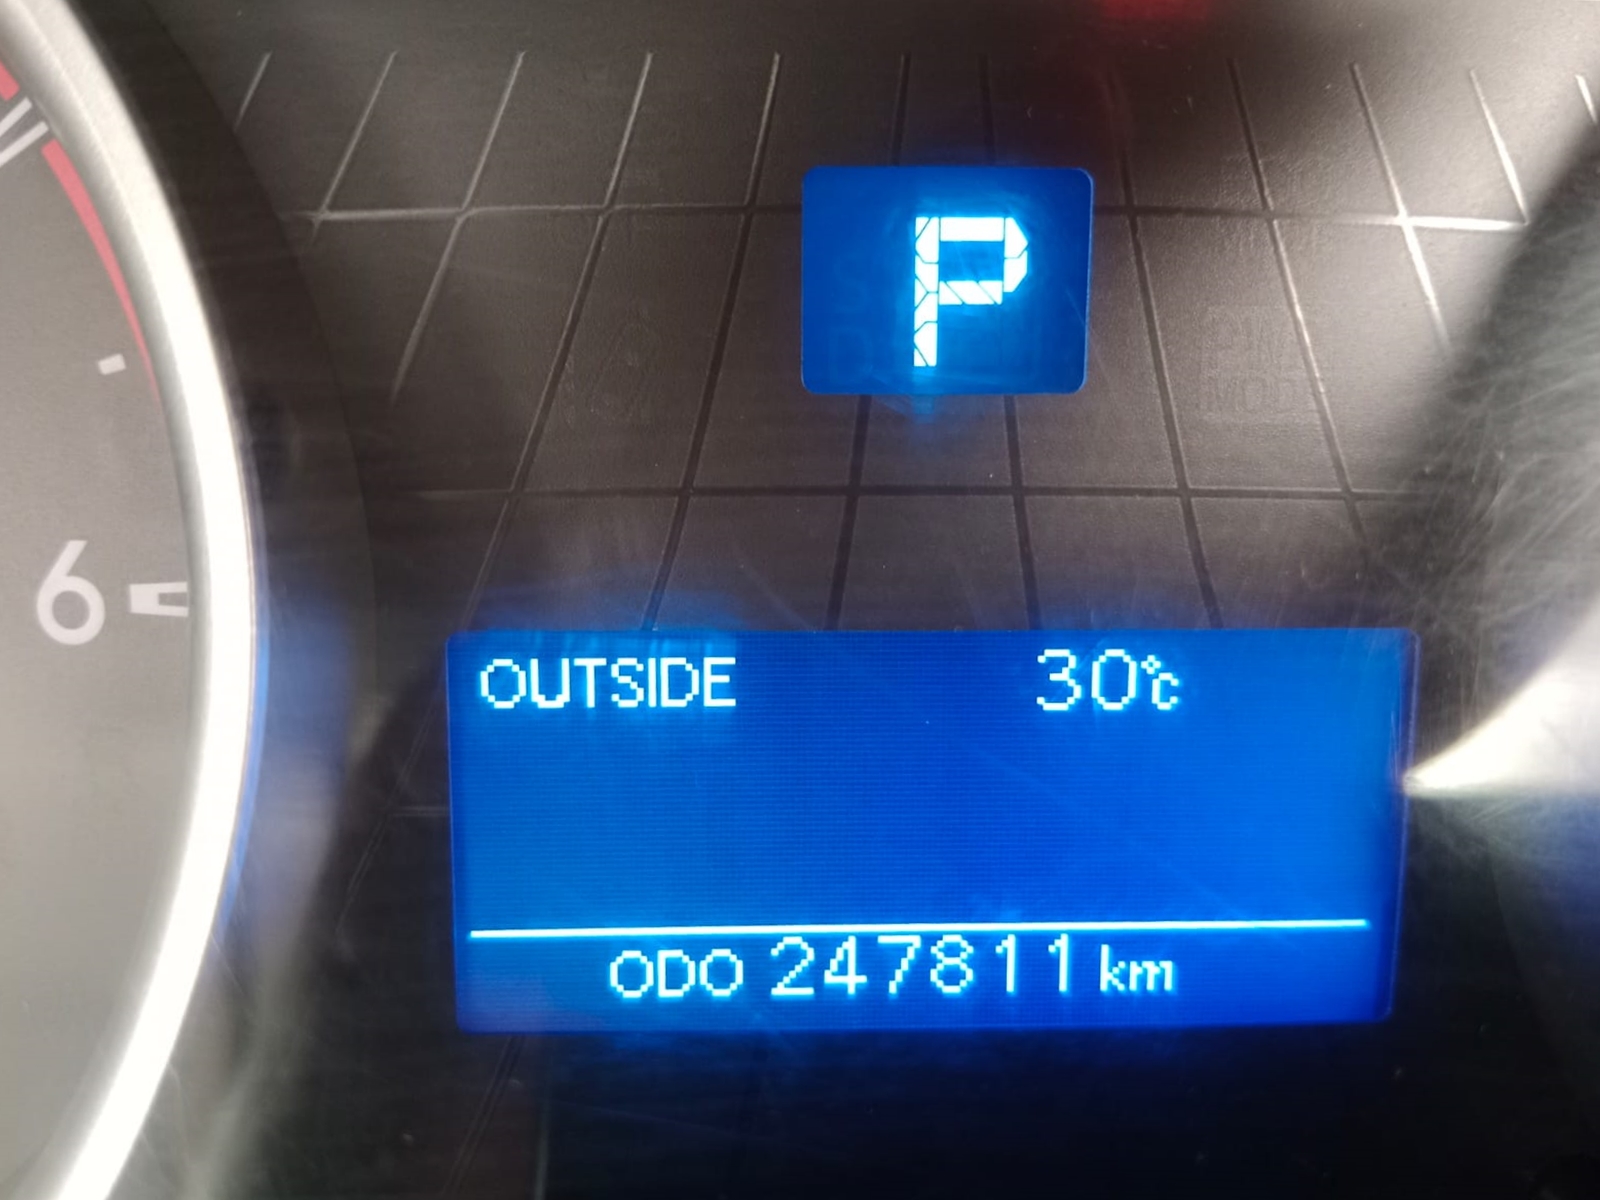 P
6
OUTSIDE 30℃
ODO 247811 km